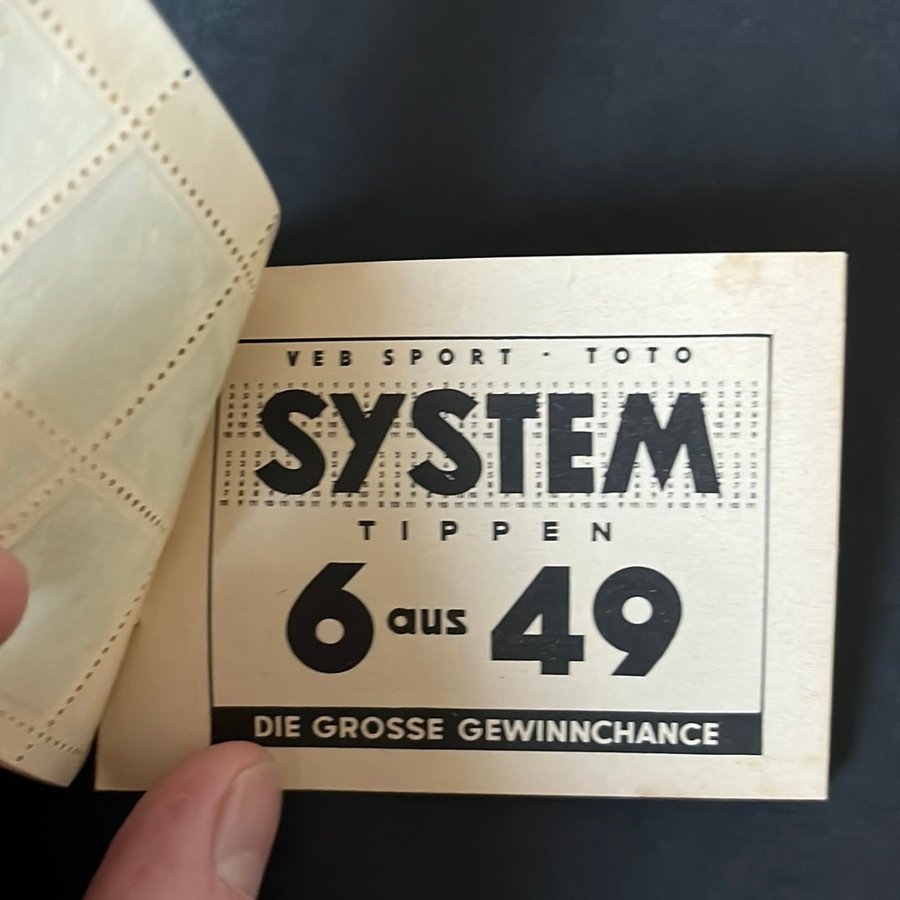 VEB SPORT · TOTO
SYSTEM
TIPPEN
6 aus 49
DIE GROSSE GEWINNCHANCE